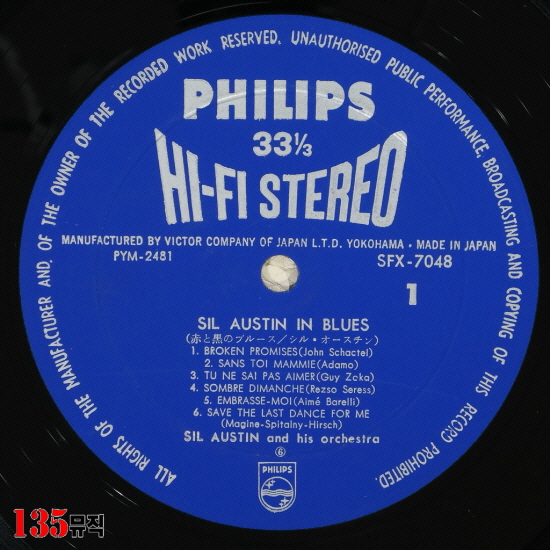 ALL RIGHTS OF THE MANUFACTURER AND. OF THE OWNER OF THE RECORDED WORK RESERVED. UNAUTHORISED PUBLIC PERFORMANCE, BROADCASTING AND COPYING OF THIS RECORD PROHIBITED.
PHILIPS
33⅓
HI-FI STEREO
MANUFACTURED BY VICTOR COMPANY OF JAPAN L.T.D. YOKOHAMA • MADE IN JAPAN
PYM-2481 SFX-7048
1
SIL AUSTIN IN BLUES
(赤と黒のブルース/シル・オースチン)
1. BROKEN PROMISES(John Schactel)
2. SANS TOI MAMMIE(Adamo)
3. TU NE SAI PAS AIMER(Guy Zcka)
4. SOMBRE DIMANCHE(Rezso Seress)
5. EMBRASSE-MOI(Aimé Barelli)
6. SAVE THE LAST DANCE FOR ME
(Magine-Spitalny-Hirsch)
SIL AUSTIN and his orchestra
⑥
PHILIPS
135뮤직